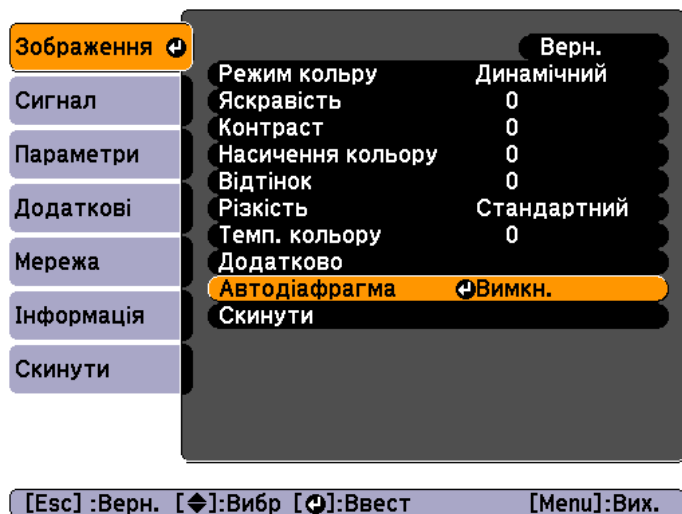 Зображення
Сигнал
Параметри
Додаткові
Мережа
Інформація
Скинути
Верн.
Режим кольру Динамічний
Яскравість 0
Контраст 0
Насичення кольору 0
Відтінок 0
Різкість Стандартний
Темп. кольору 0
Додатково
Автодіафрагма Вимкн.
Скинути
[Esc] :Верн. [◆]:Вибр [⏎]:Ввест [Menu]:Вих.